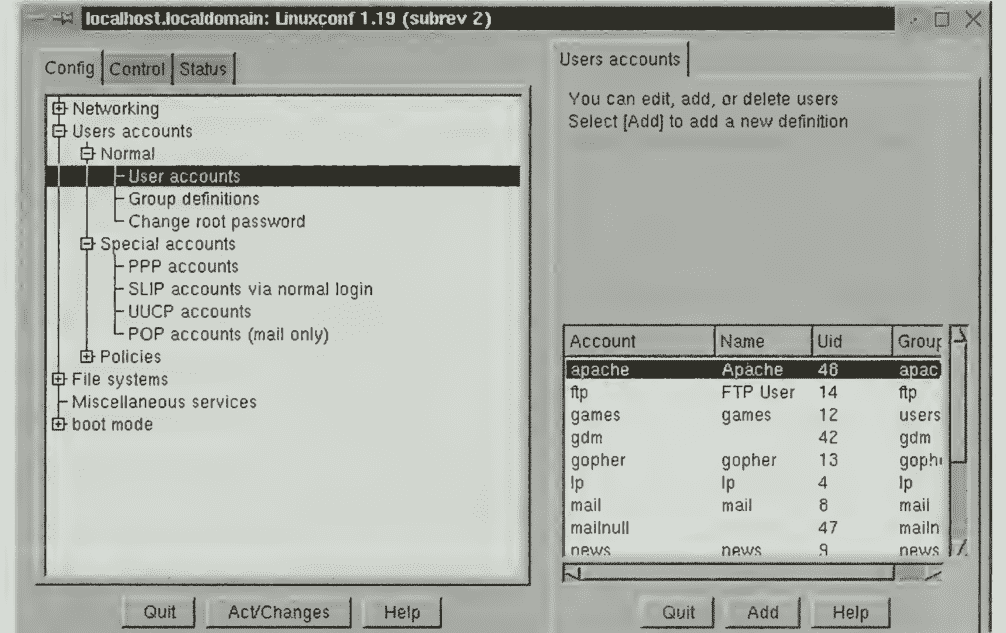 localhost.localdomain: Linuxconf 1.19 (subrev 2)
Config Control Status
Networking
Users accounts
Normal
User accounts
Group definitions
Change root password
Special accounts
PPP accounts
SLIP accounts via normal login
UUCP accounts
POP accounts (mail only)
Policies
File systems
Miscellaneous services
boot mode
Quit Act/Changes Help
Users accounts
You can edit, add, or delete users
Select [Add] to add a new definition
Account Name Uid Group
apache Apache 48 apac
ftp FTP User 14 ftp
games games 12 users
gdm 42 gdm
gopher gopher 13 goph
lp lp 4 lp
mail mail 8 mail
mailnull 47 mailn
news news 9 news
Quit Add Help